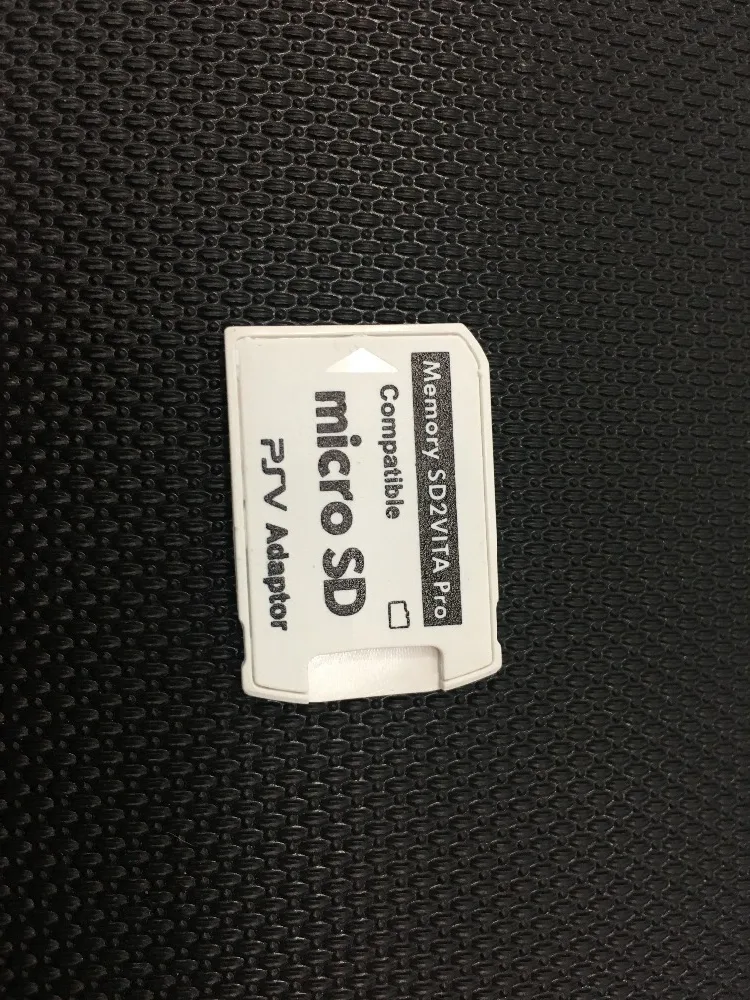 Memory SD2VITA Pro
Compatible
micro SD
PSV Adaptor